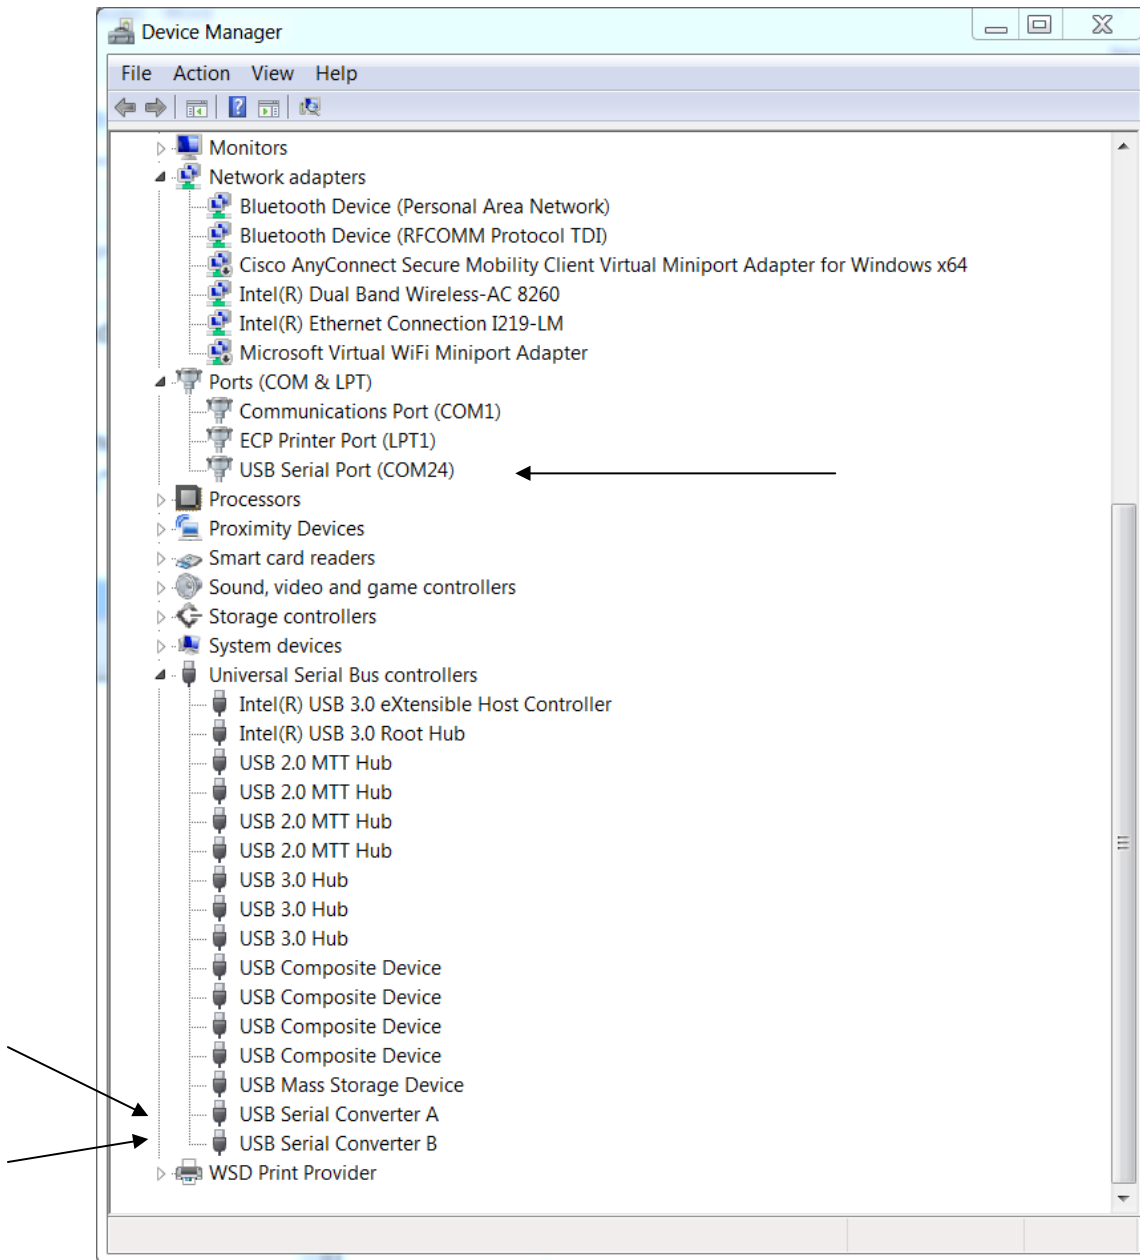 Device Manager
File Action View Help
Monitors
Network adapters
Bluetooth Device (Personal Area Network)
Bluetooth Device (RFCOMM Protocol TDI)
Cisco AnyConnect Secure Mobility Client Virtual Miniport Adapter for Windows x64
Intel(R) Dual Band Wireless-AC 8260
Intel(R) Ethernet Connection I219-LM
Microsoft Virtual WiFi Miniport Adapter
Ports (COM & LPT)
Communications Port (COM1)
ECP Printer Port (LPT1)
USB Serial Port (COM24)
Processors
Proximity Devices
Smart card readers
Sound, video and game controllers
Storage controllers
System devices
Universal Serial Bus controllers
Intel(R) USB 3.0 eXtensible Host Controller
Intel(R) USB 3.0 Root Hub
USB 2.0 MTT Hub
USB 2.0 MTT Hub
USB 2.0 MTT Hub
USB 2.0 MTT Hub
USB 3.0 Hub
USB 3.0 Hub
USB 3.0 Hub
USB Composite Device
USB Composite Device
USB Composite Device
USB Composite Device
USB Mass Storage Device
USB Serial Converter A
USB Serial Converter B
WSD Print Provider